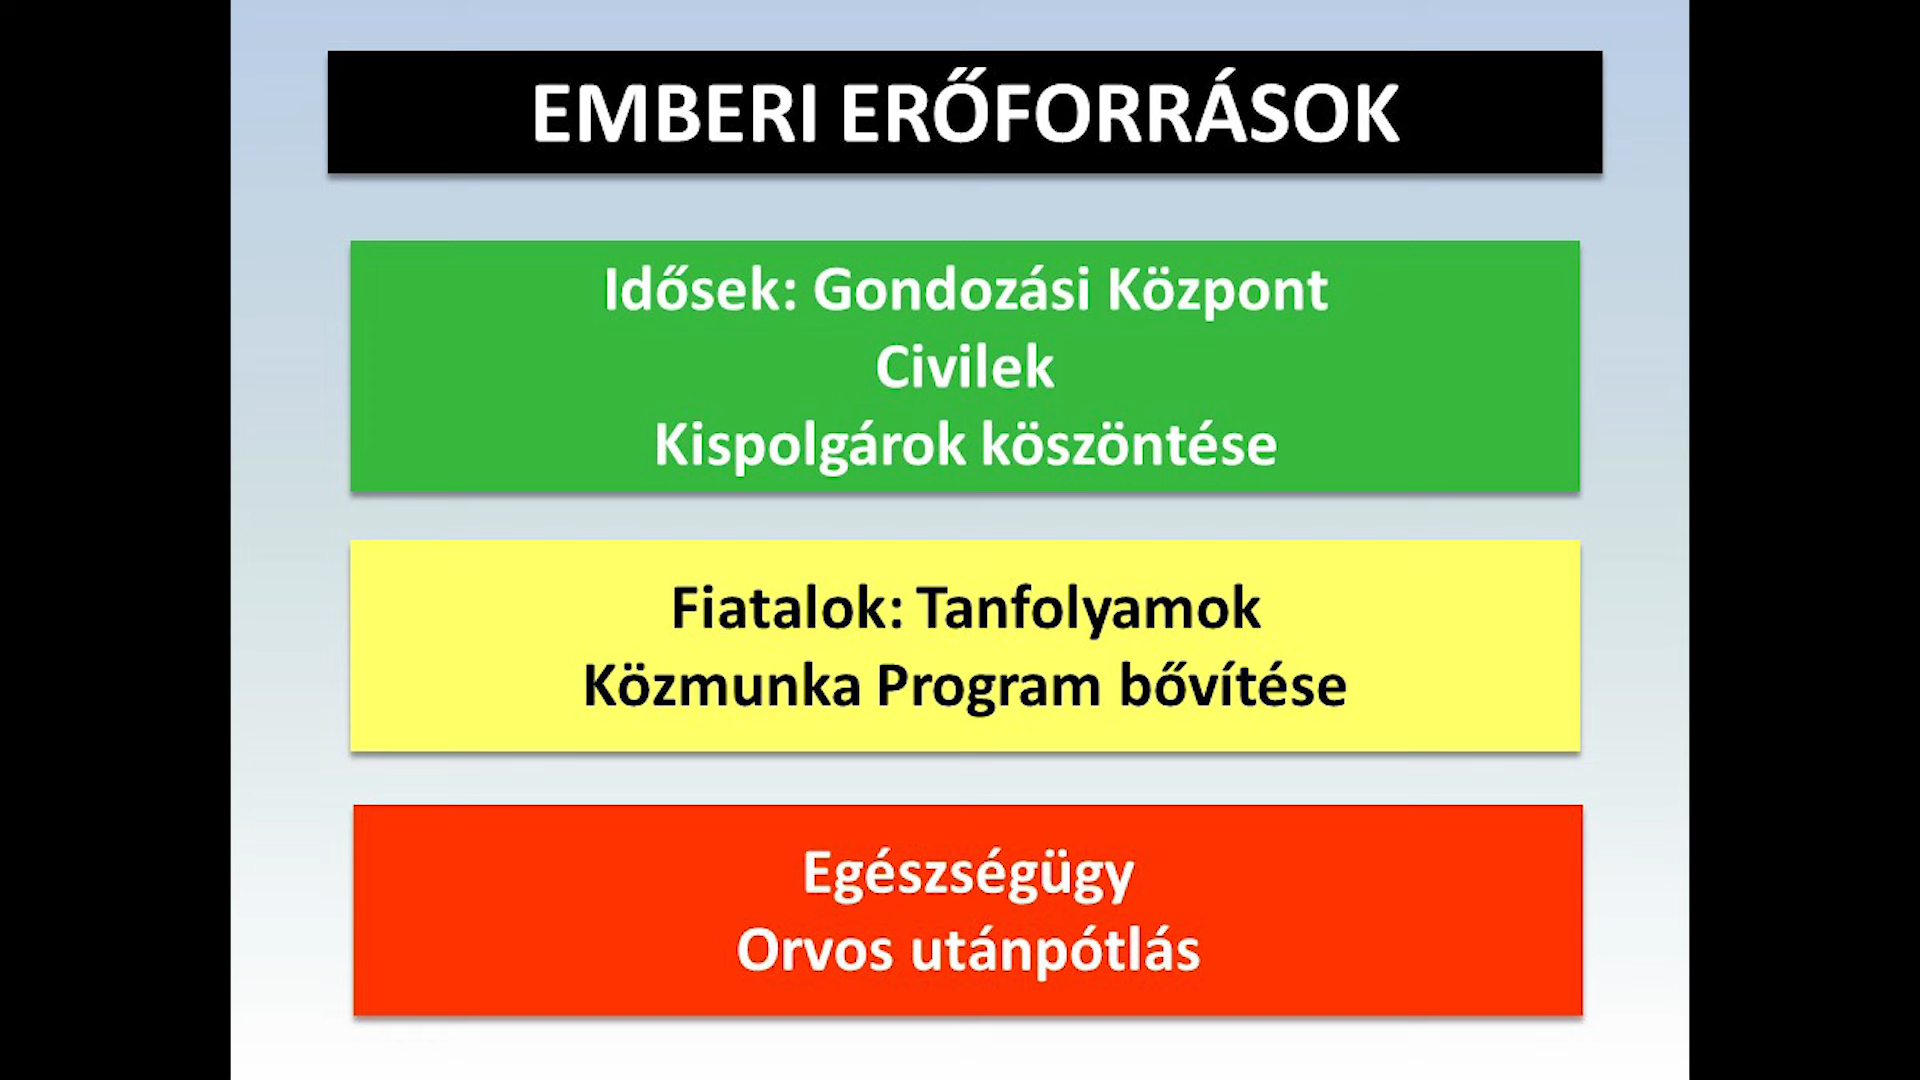 EMBERI ERŐFORRÁSOK
Idősek: Gondozási Központ
Civilek
Kispolgárok köszöntése
Fiatalok: Tanfolyamok
Közmunka Program bővítése
Egészségügy
Orvos utánpótlás